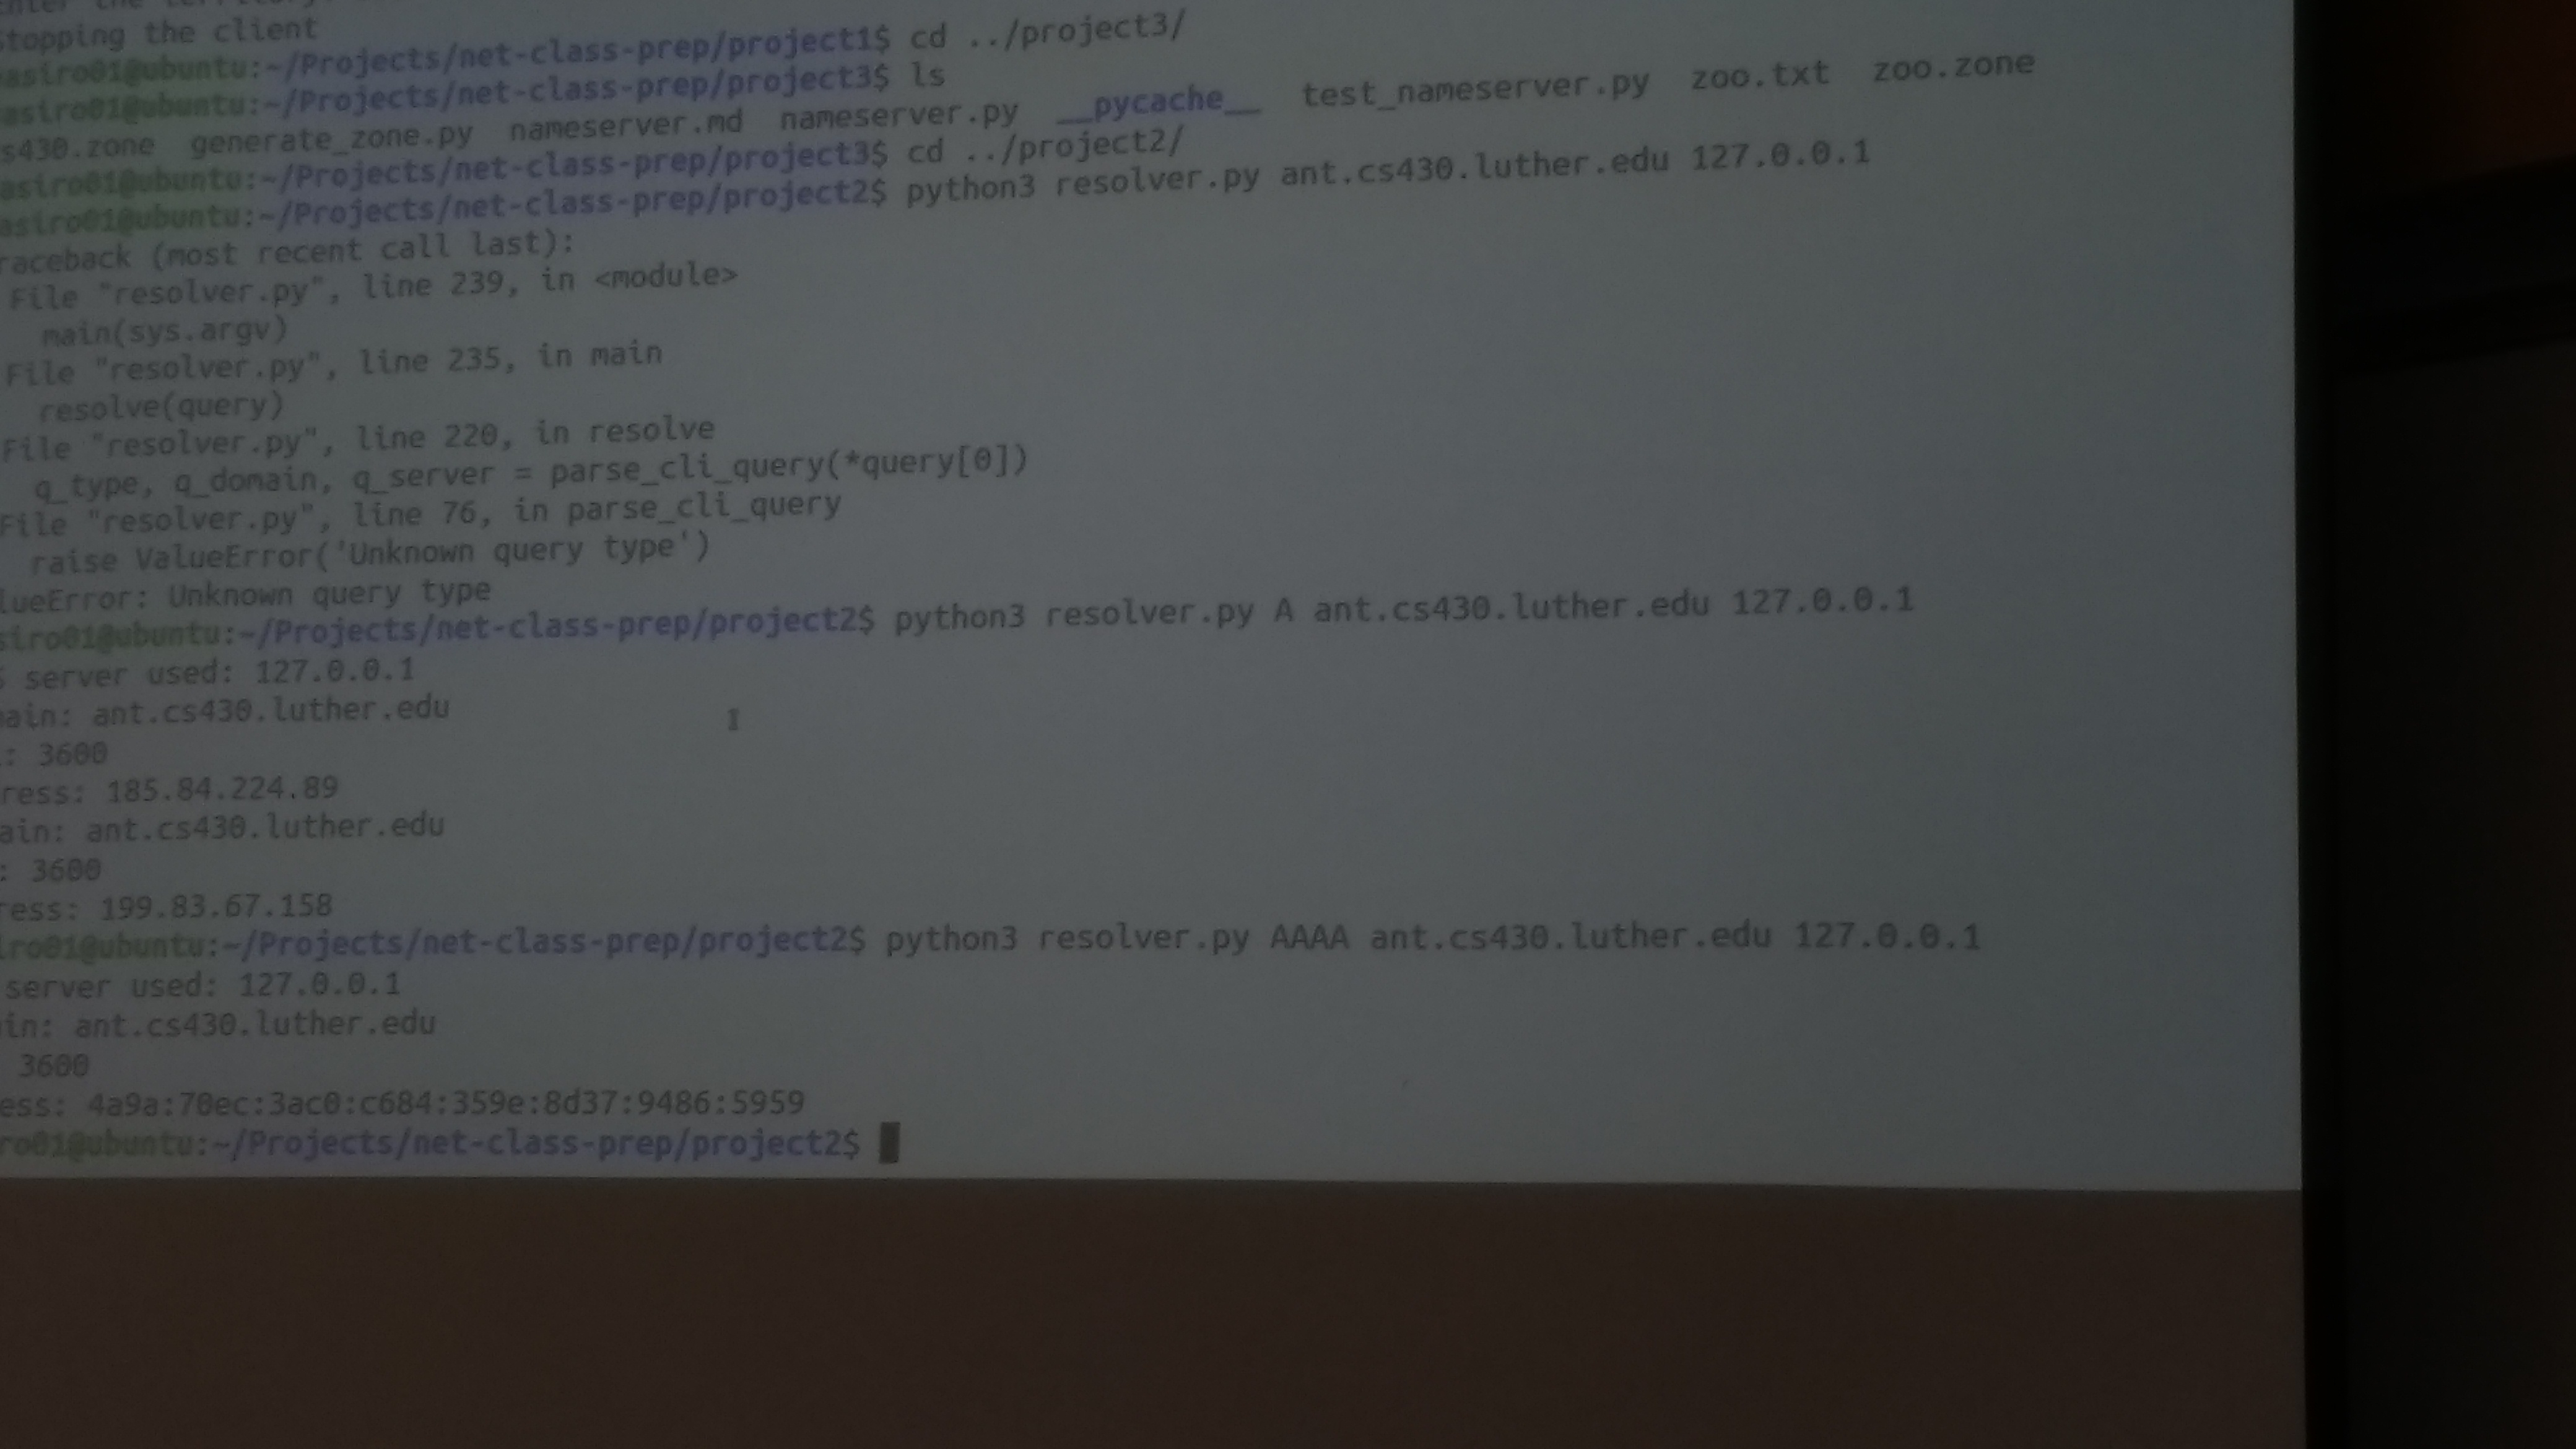 topping the client
asiro01@ubuntu:~/Projects/net-class-prep/project1$ cd ../project3/
asiro01@ubuntu:~/Projects/net-class-prep/project3$ ls
s430.zone generate_zone.py nameserver.md nameserver.py __pycache__ test_nameserver.py zoo.txt zoo.zone
asiro01@ubuntu:~/Projects/net-class-prep/project3$ cd ../project2/
asiro01@ubuntu:~/Projects/net-class-prep/project2$ python3 resolver.py ant.cs430.luther.edu 127.0.0.1
raceback (most recent call last):
File "resolver.py", line 239, in <module>
main(sys.argv)
File "resolver.py", line 235, in main
resolve(query)
File "resolver.py", line 220, in resolve
q_type, q_domain, q_server = parse_cli_query(*query[0])
File "resolver.py", line 76, in parse_cli_query
raise ValueError('Unknown query type')
lueError: Unknown query type
siro01@ubuntu:~/Projects/net-class-prep/project2$ python3 resolver.py A ant.cs430.luther.edu 127.0.0.1
server used: 127.0.0.1
main: ant.cs430.luther.edu
: 3600
ress: 185.84.224.89
ain: ant.cs430.luther.edu
: 3600
ress: 199.83.67.158
iro01@ubuntu:~/Projects/net-class-prep/project2$ python3 resolver.py AAAA ant.cs430.luther.edu 127.0.0.1
server used: 127.0.0.1
in: ant.cs430.luther.edu
3600
ess: 4a9a:70ec:3ac0:c684:359e:8d37:9486:5959
ro01@ubuntu:~/Projects/net-class-prep/project2$